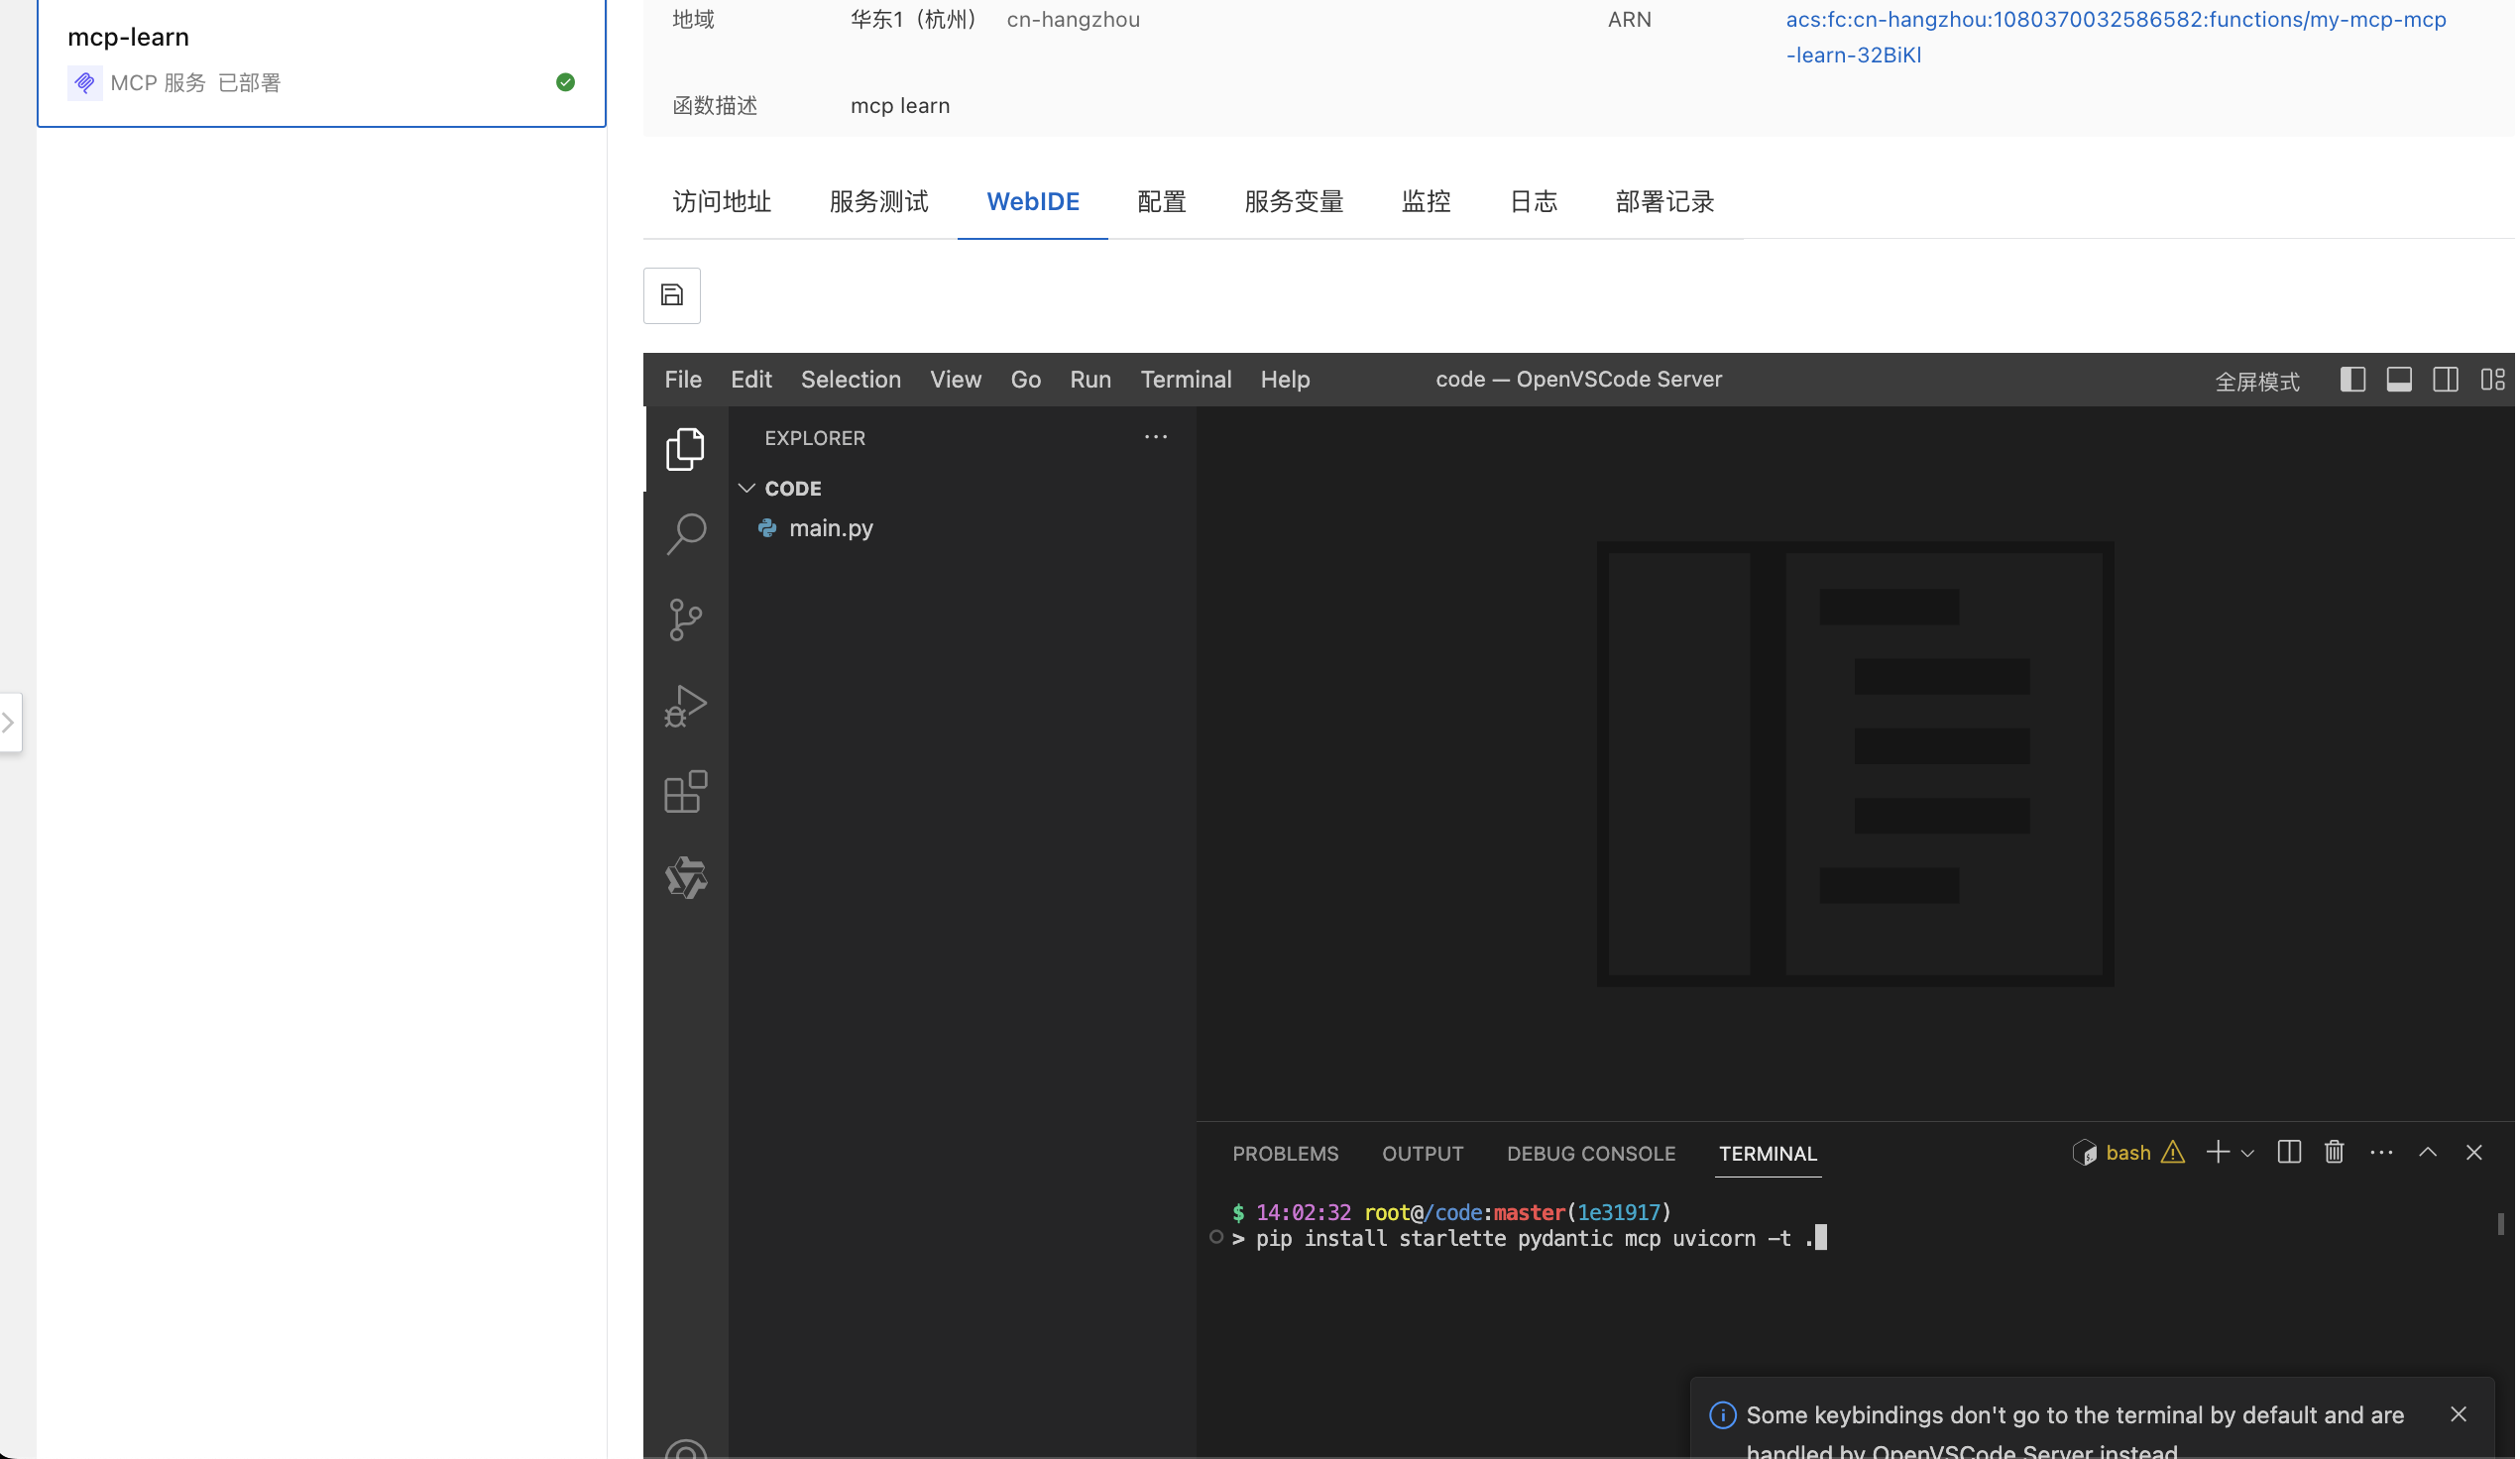 mcp-learn
MCP 服务 已部署
地域 华东1（杭州） cn-hangzhou ARN acs:fc:cn-hangzhou:1080370032586582:functions/my-mcp-mcp
-learn-32BiKl
函数描述 mcp learn
访问地址 服务测试 WebIDE 配置 服务变量 监控 日志 部署记录
File Edit Selection View Go Run Terminal Help code — OpenVSCode Server 全屏模式
EXPLORER
CODE
main.py
PROBLEMS OUTPUT DEBUG CONSOLE TERMINAL bash
$ 14:02:32 root@/code:master(1e31917)
> pip install starlette pydantic mcp uvicorn -t .
Some keybindings don't go to the terminal by default and are
handled by OpenVSCode Server instead